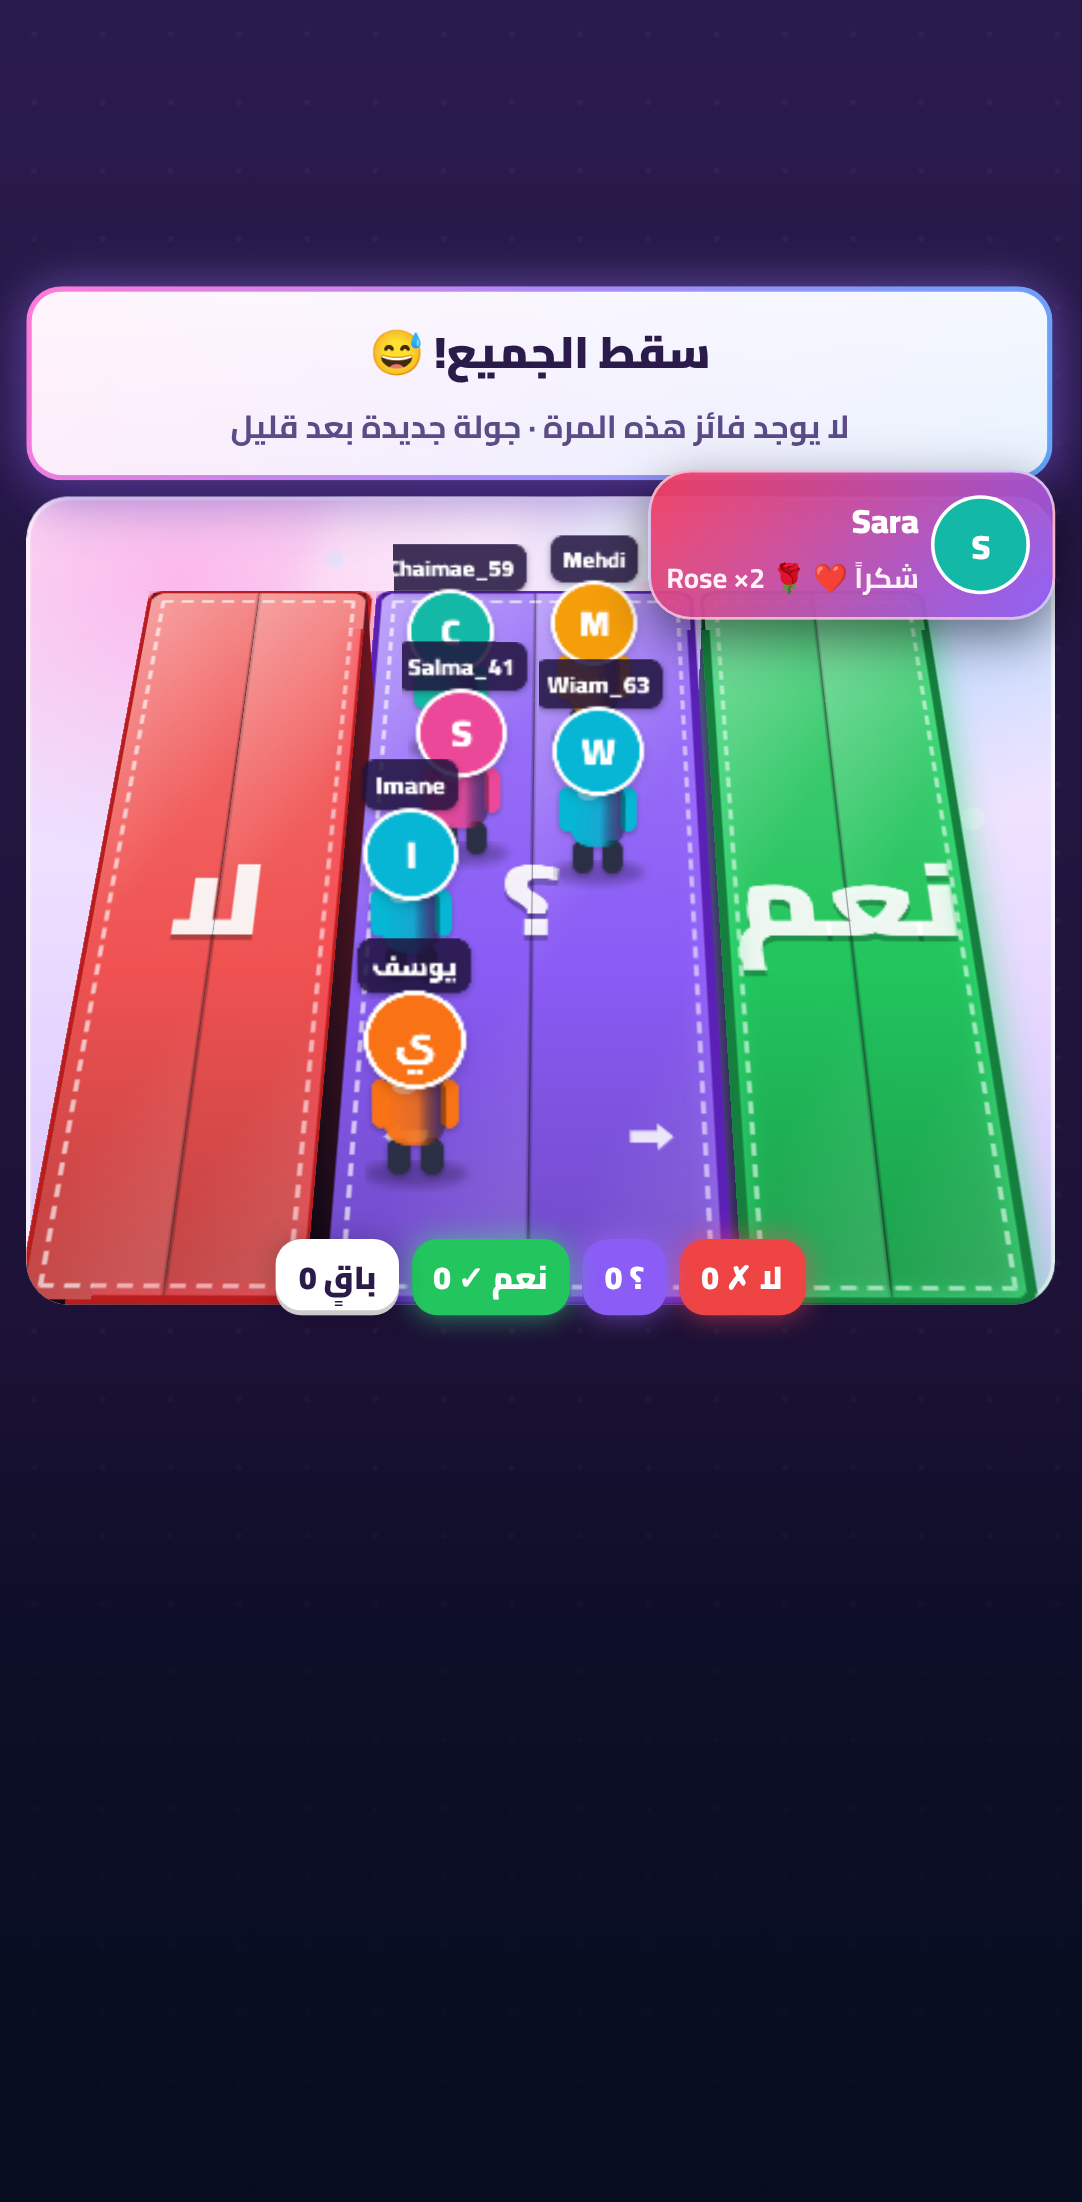 سقط الجميع! 😅
لا يوجد فائز هذه المرة · جولة جديدة بعد قليل
Sara
S
شكراً ❤️ 🌹 Rose ×2
Chaimae_59
Mehdi
C
M
Salma_41
Wiam_63
S
W
Imane
I
نعم
؟
لا
يوسف
ي
➡
لا ✗ 0
؟ 0
نعم ✓ 0
باقٍ 0